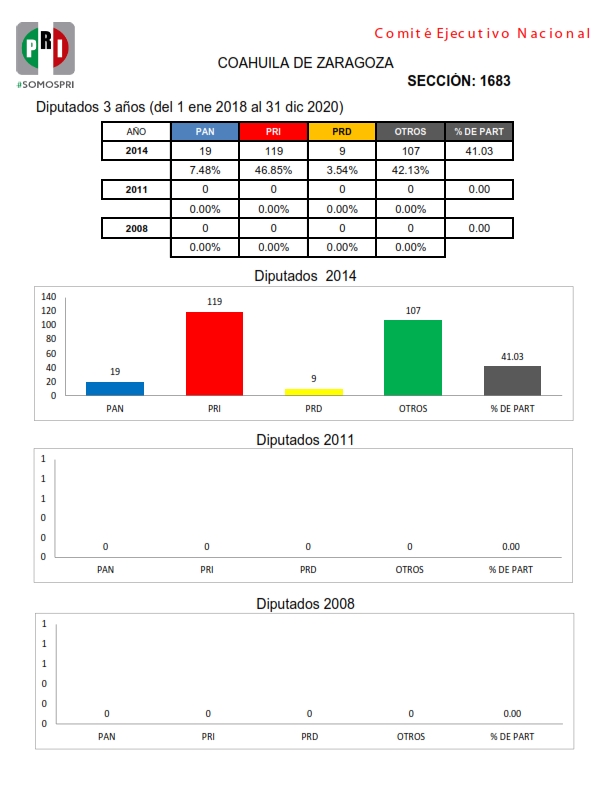 PRI
#SOMOSPRI
Comité Ejecutivo Nacional
COAHUILA DE ZARAGOZA
SECCIÓN: 1683
Diputados 3 años (del 1 ene 2018 al 31 dic 2020)
AÑO PAN PRI PRD OTROS % DE PART
2014 19 119 9 107 41.03
7.48% 46.85% 3.54% 42.13%
2011 0 0 0 0 0.00
0.00% 0.00% 0.00% 0.00%
2008 0 0 0 0 0.00
0.00% 0.00% 0.00% 0.00%
Diputados 2014
140
120
100
80
60
40
20
0
19 119 9 107 41.03
PAN PRI PRD OTROS % DE PART
Diputados 2011
1
1
1
0
0
0
0 0 0 0 0.00
PAN PRI PRD OTROS % DE PART
Diputados 2008
1
1
1
0
0
0
0 0 0 0 0.00
PAN PRI PRD OTROS % DE PART